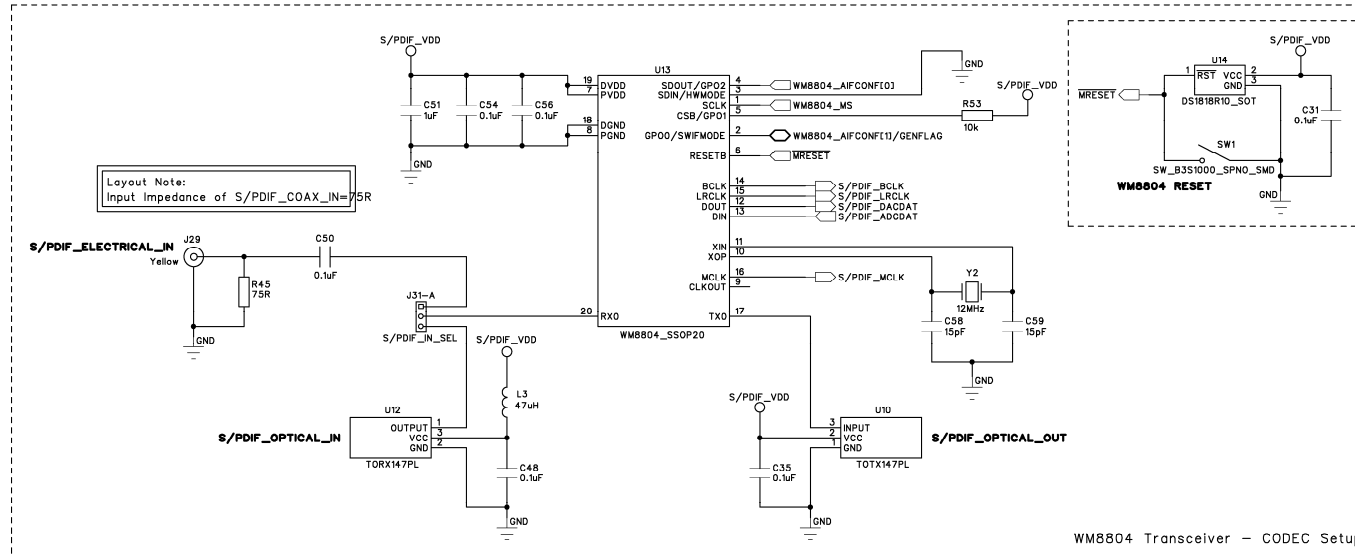 S/PDIF_VDD
U13
19 DVDD
7 PVDD
18 DGND
8 PGND
SDOUT/GPO2 4 WM8804_AIFCONF[0]
SDIN/HWMODE 3
SCLK 1 WM8804_MS
CSB/GPO1 5
GPO0/SWIFMODE 2 WM8804_AIFCONF[1]/GENFLAG
RESETB 6 MRESET
BCLK 14 S/PDIF_BCLK
LRCLK 15 S/PDIF_LRCLK
DOUT 12 S/PDIF_DACDAT
DIN 13 S/PDIF_ADCDAT
XIN 11
XOP 10
MCLK 16 S/PDIF_MCLK
CLKOUT 9
20 RX0
TX0 17
WM8804_SSOP20
C51
1uF
C54
0.1uF
C56
0.1uF
GND
GND
S/PDIF_VDD
R53
10k
Layout Note:
Input Impedance of S/PDIF_COAX_IN=75R
S/PDIF_ELECTRICAL_IN
J29
Yellow
R45
75R
C50
0.1uF
GND
J31-A
S/PDIF_IN_SEL
S/PDIF_VDD
L3
47uH
S/PDIF_OPTICAL_IN
U12
OUTPUT 1
VCC 3
GND 2
TORX147PL
C48
0.1uF
GND
Y2
12MHz
C58
15pF
C59
15pF
GND
S/PDIF_VDD
C35
0.1uF
U10
3 INPUT
2 VCC
1 GND
TOTX147PL
S/PDIF_OPTICAL_OUT
GND
S/PDIF_VDD
U14
1 RST VCC 2
GND 3
DS1818R10_SOT
MRESET
C31
0.1uF
SW1
SW_B3S1000_SPNO_SMD
WM8804 RESET
GND
WM8804 Transceiver – CODEC Setup